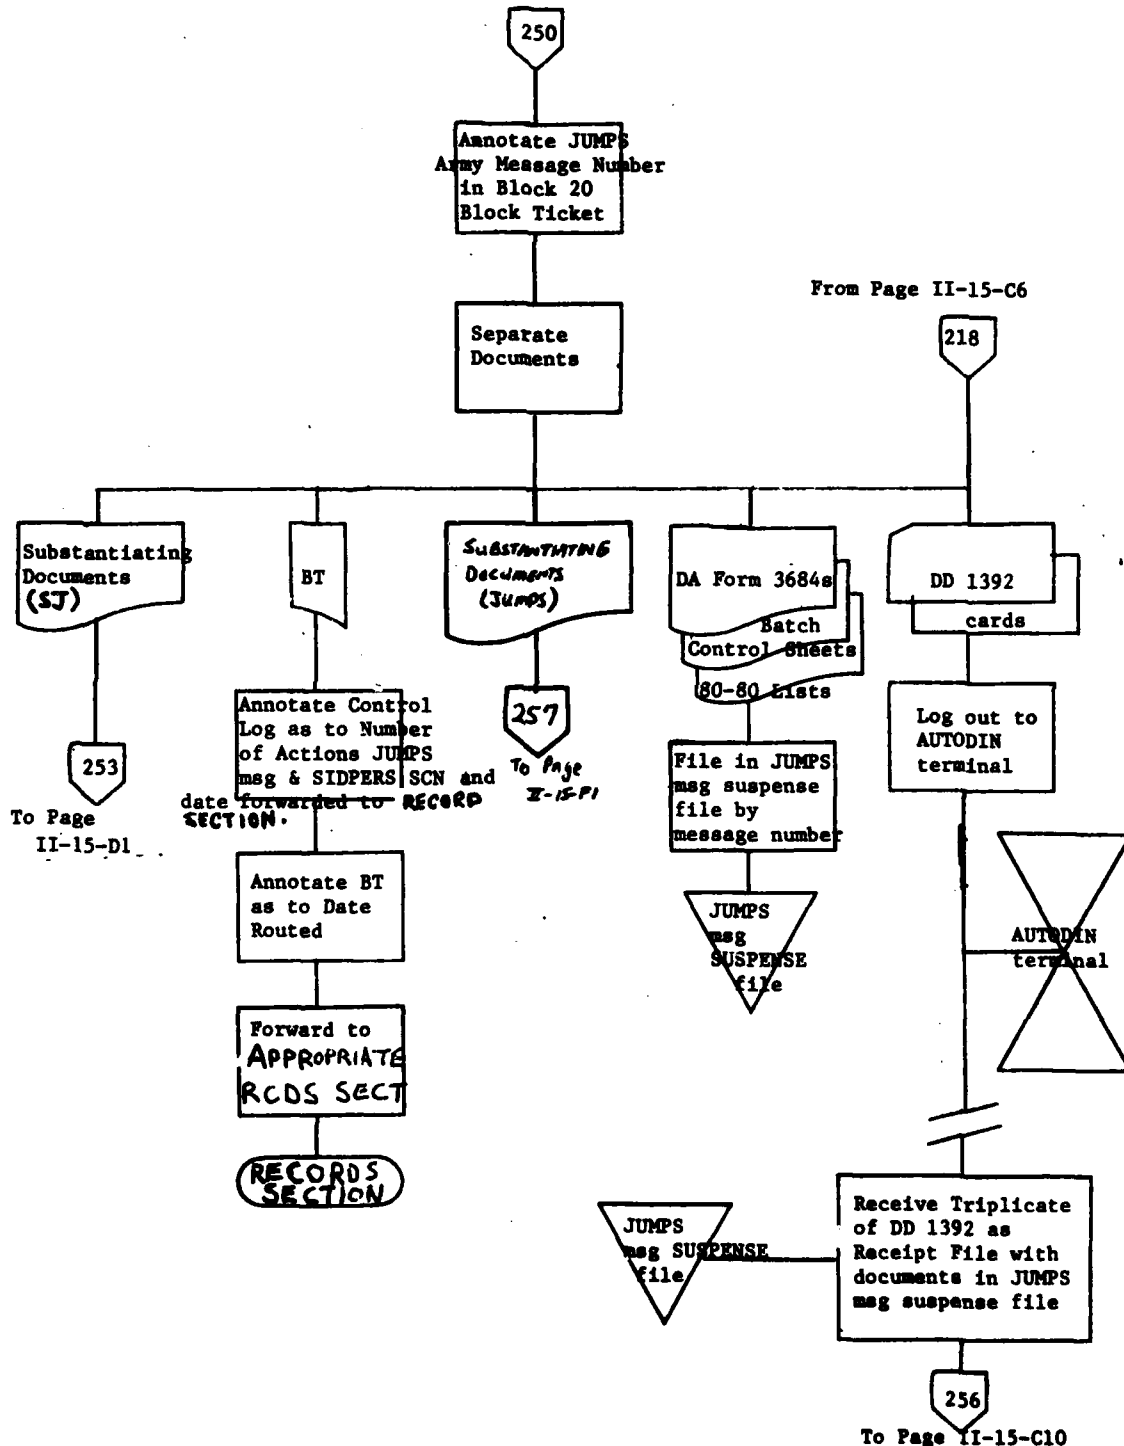 250
Annotate JUMPS
Army Message Number
in Block 20
Block Ticket
Separate
Documents
From Page II-15-C6
218
Substantiating
Documents
(SJ)
253
To Page
II-15-D1
BT
Annotate Control
Log as to Number
of Actions JUMPS
msg & SIDPERS SCN and
date forwarded to RECORD
SECTION.
Annotate BT
as to Date
Routed
Forward to
APPROPRIATE
RCDS SECT
RECORDS
SECTION
SUBSTANTIATING
DOCUMENTS
(JUMPS)
257
To Page
II-15-F1
DA Form 3684s
Batch
Control Sheets
80-80 Lists
File in JUMPS
msg suspense
file by
message number
JUMPS
msg
SUSPENSE
file
DD 1392
cards
Log out to
AUTODIN
terminal
AUTODIN
terminal
JUMPS
msg SUSPENSE
file
Receive Triplicate
of DD 1392 as
Receipt File with
documents in JUMPS
msg suspense file
256
To Page II-15-C10